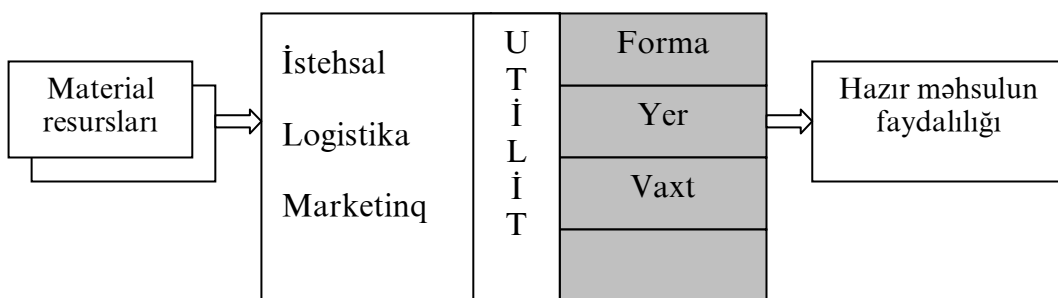 Material
resursları
İstehsal
Logistika
Marketinq
U
T
İ
L
İ
T
Forma
Yer
Vaxt
Hazır məhsulun
faydalılığı